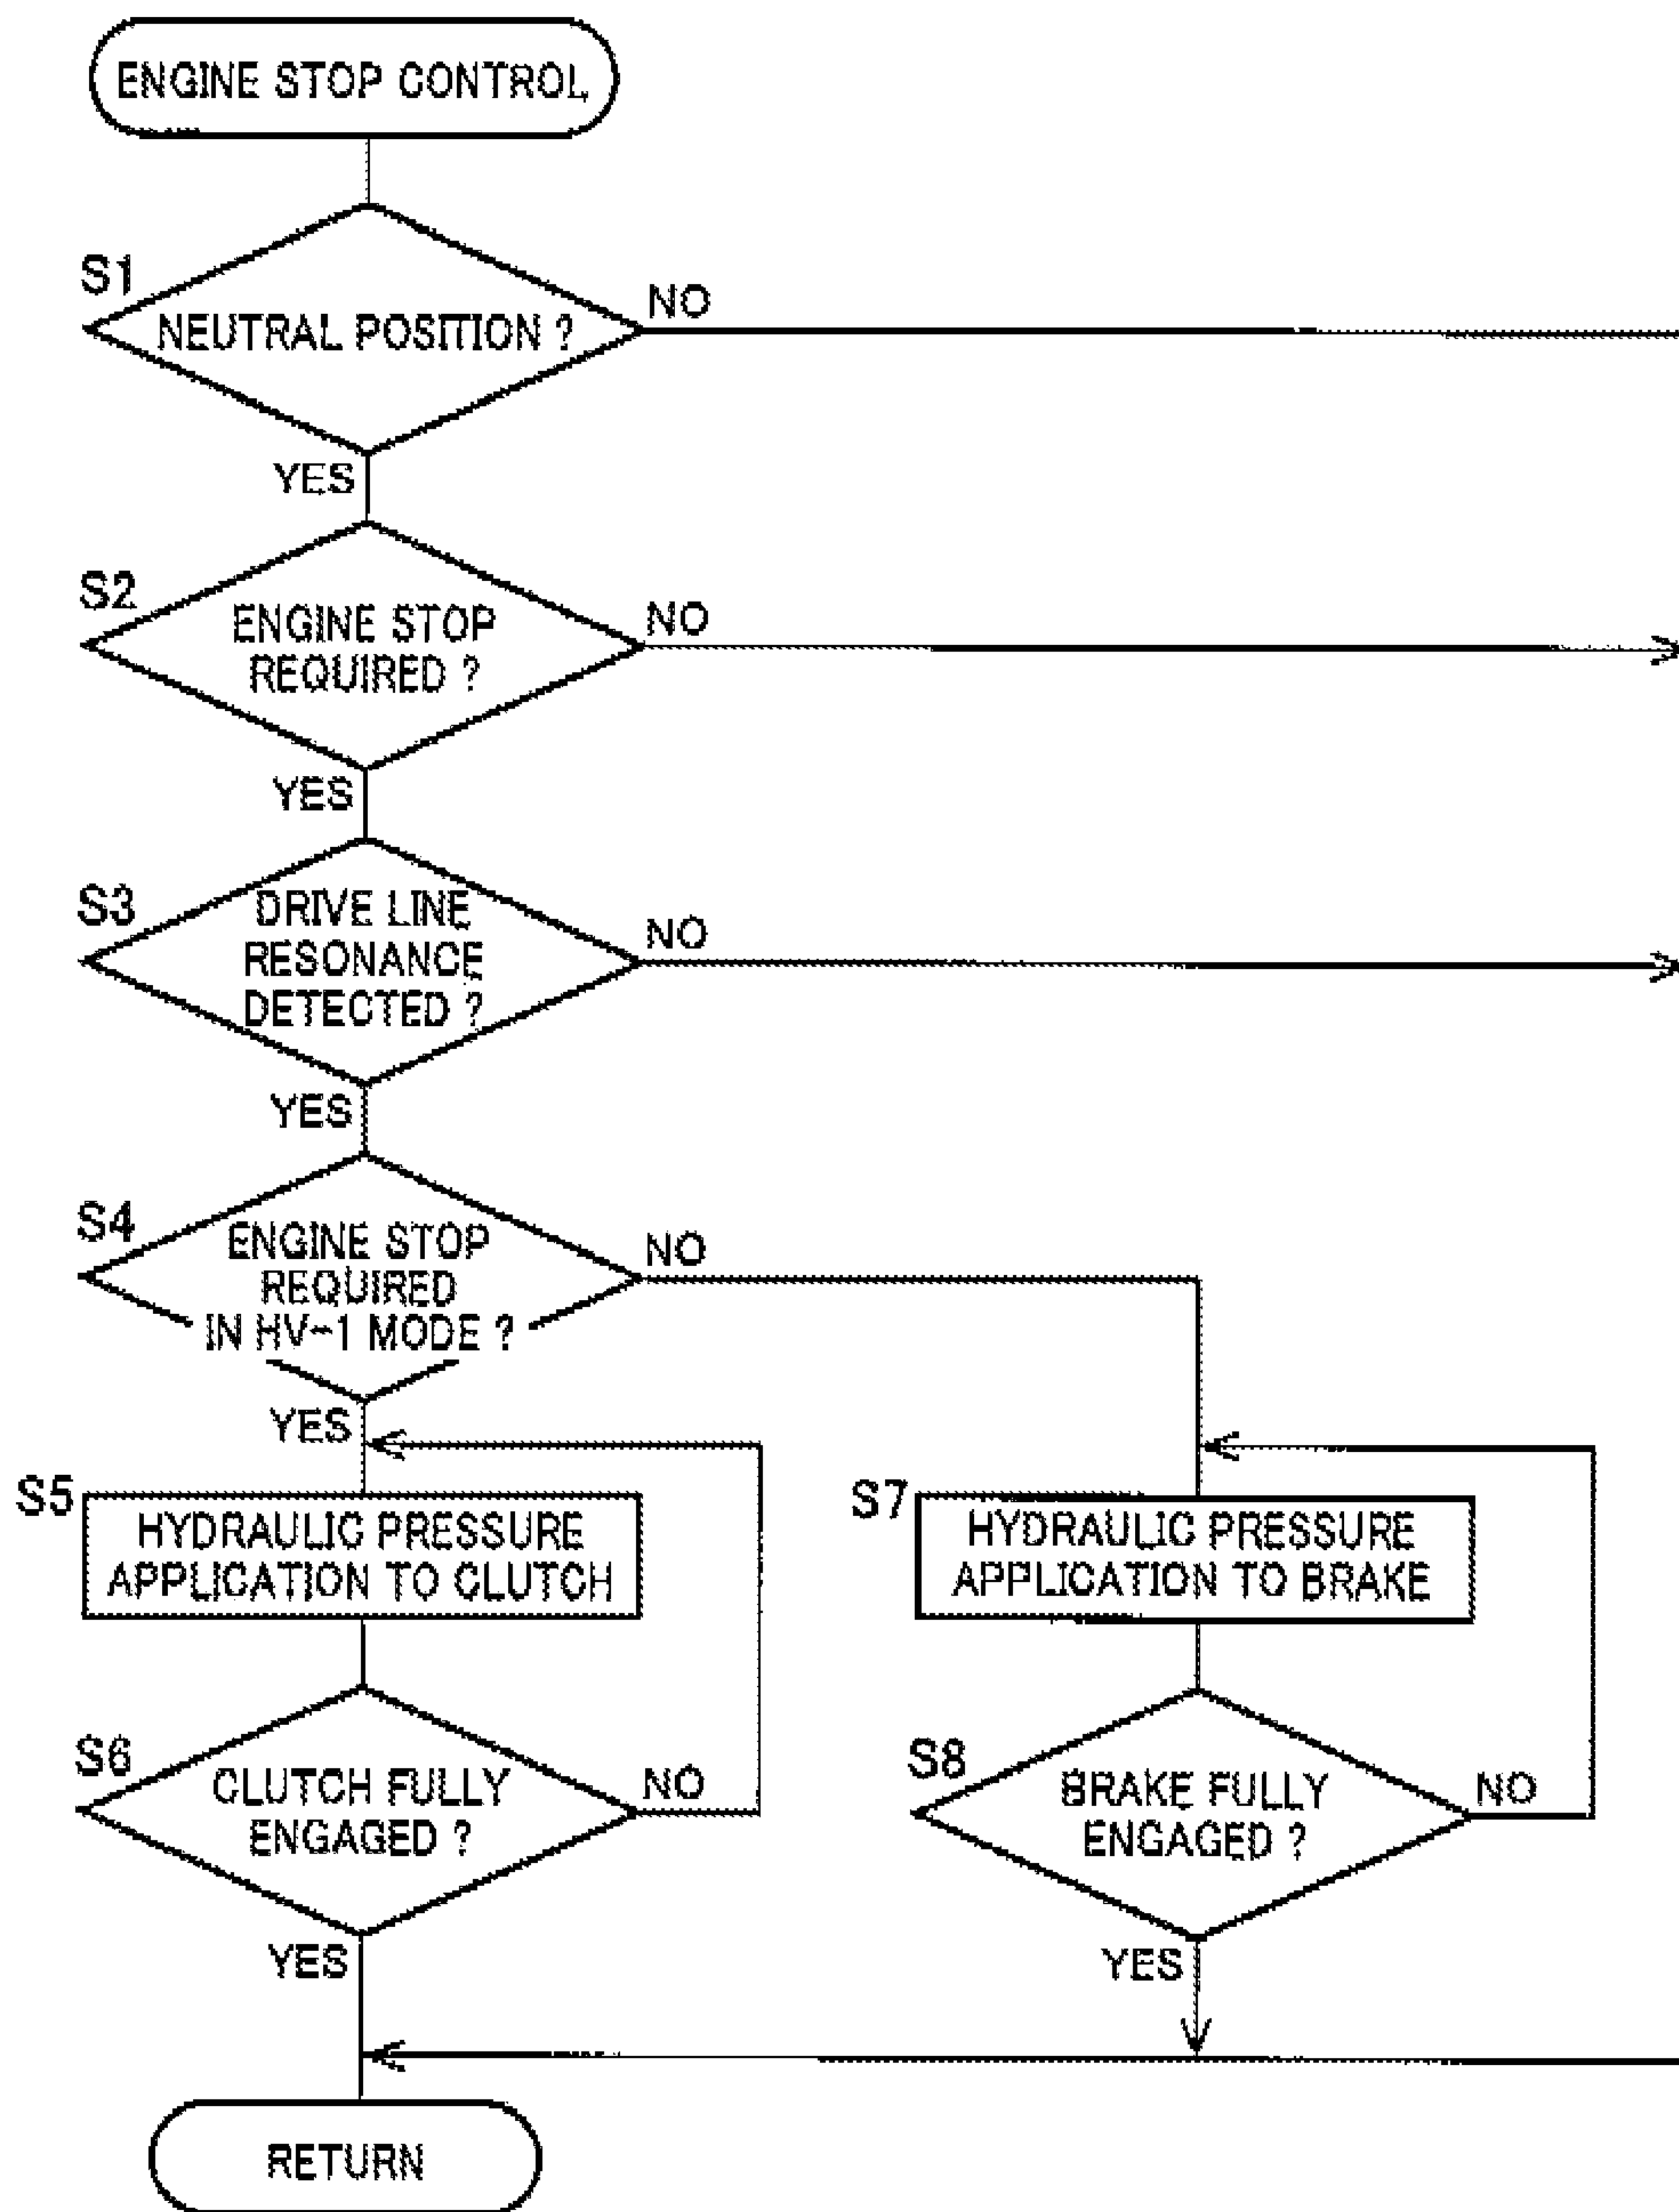 ENGINE STOP CONTROL
S1
NEUTRAL POSITION ?
NO
YES
S2
ENGINE STOP
REQUIRED ?
NO
YES
S3
DRIVE LINE
RESONANCE
DETECTED ?
NO
YES
S4
ENGINE STOP
REQUIRED
IN HV-1 MODE ?
NO
YES
S5
HYDRAULIC PRESSURE
APPLICATION TO CLUTCH
S7
HYDRAULIC PRESSURE
APPLICATION TO BRAKE
S6
CLUTCH FULLY
ENGAGED ?
NO
YES
S8
BRAKE FULLY
ENGAGED ?
NO
YES
RETURN